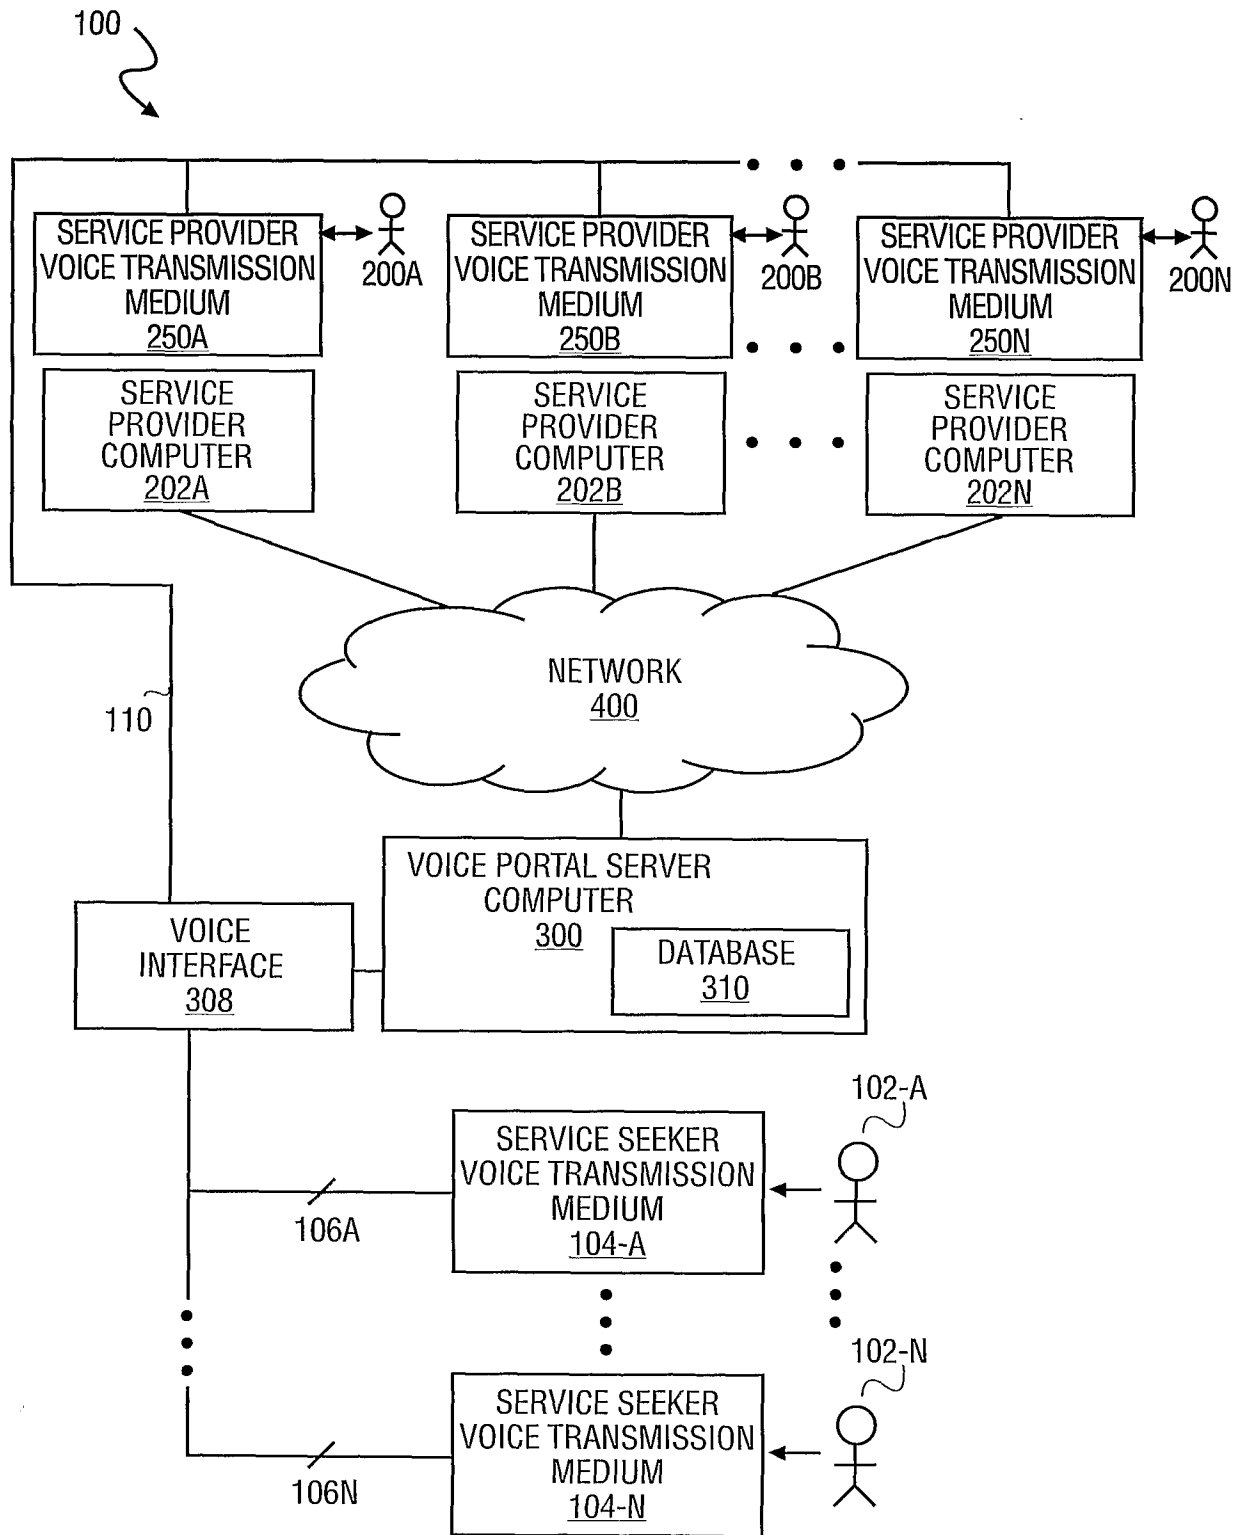 100
SERVICE PROVIDER
VOICE TRANSMISSION
MEDIUM
250A
200A
SERVICE PROVIDER
VOICE TRANSMISSION
MEDIUM
250B
200B
SERVICE PROVIDER
VOICE TRANSMISSION
MEDIUM
250N
200N
SERVICE
PROVIDER
COMPUTER
202A
SERVICE
PROVIDER
COMPUTER
202B
SERVICE
PROVIDER
COMPUTER
202N
NETWORK
400
110
VOICE PORTAL SERVER
COMPUTER
300
DATABASE
310
VOICE
INTERFACE
308
102-A
SERVICE SEEKER
VOICE TRANSMISSION
MEDIUM
104-A
106A
102-N
SERVICE SEEKER
VOICE TRANSMISSION
MEDIUM
104-N
106N